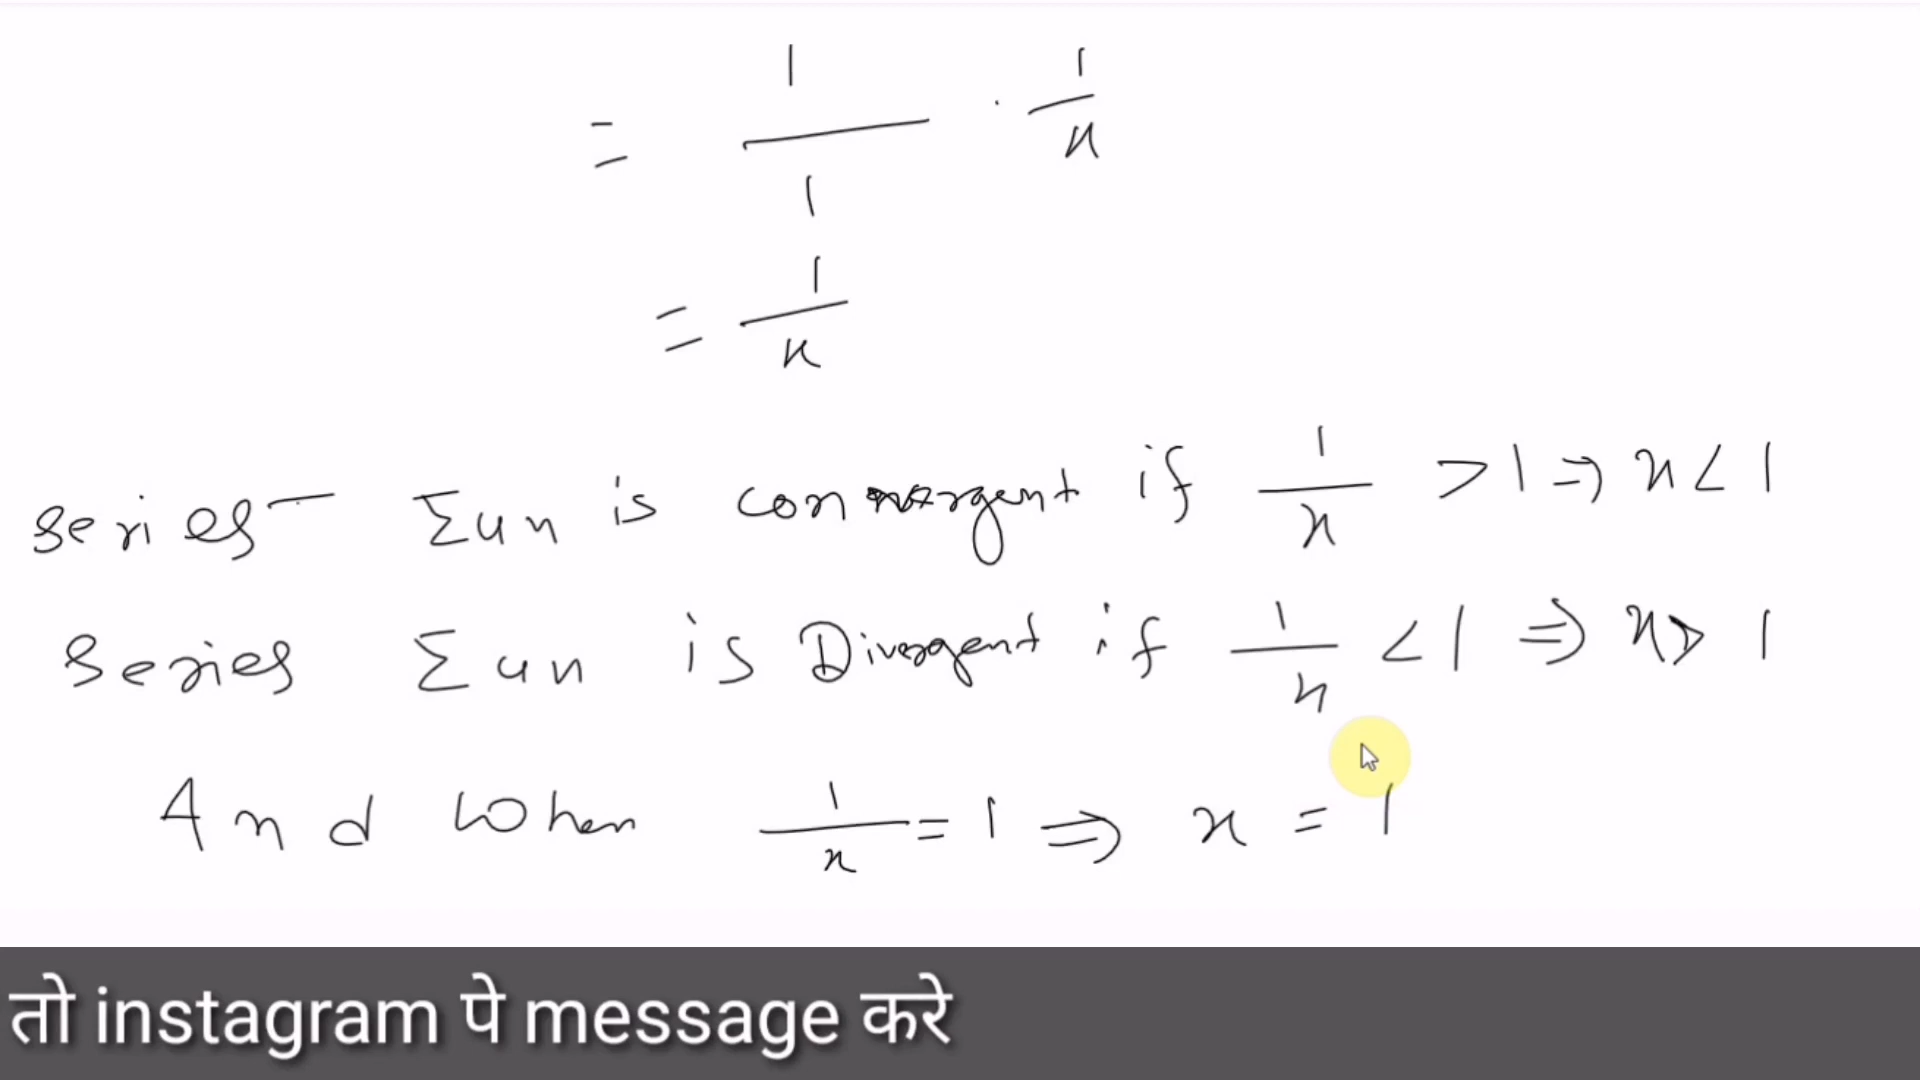 = 1/1 · 1/x
= 1/x
series Σun is convergent if 1/x > 1 ⇒ x < 1
series Σun is Divergent if 1/x < 1 ⇒ x > 1
And when 1/x = 1 ⇒ x = 1
तो instagram पे message करे